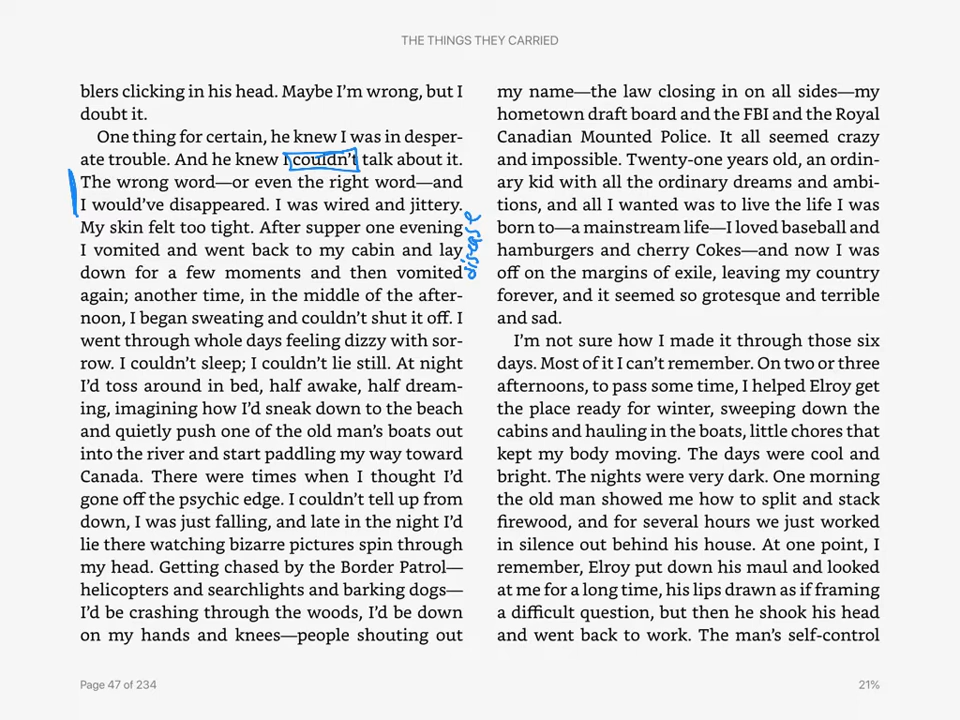 THE THINGS THEY CARRIED
blers clicking in his head. Maybe I'm wrong, but I
doubt it.
One thing for certain, he knew I was in desper-
ate trouble. And he knew I couldn't talk about it.
The wrong word—or even the right word—and
I would've disappeared. I was wired and jittery.
My skin felt too tight. After supper one evening
I vomited and went back to my cabin and lay
down for a few moments and then vomited
again; another time, in the middle of the after-
noon, I began sweating and couldn't shut it off. I
went through whole days feeling dizzy with sor-
row. I couldn't sleep; I couldn't lie still. At night
I'd toss around in bed, half awake, half dream-
ing, imagining how I'd sneak down to the beach
and quietly push one of the old man's boats out
into the river and start paddling my way toward
Canada. There were times when I thought I'd
gone off the psychic edge. I couldn't tell up from
down, I was just falling, and late in the night I'd
lie there watching bizarre pictures spin through
my head. Getting chased by the Border Patrol—
helicopters and searchlights and barking dogs—
I'd be crashing through the woods, I'd be down
on my hands and knees—people shouting out
disease
my name—the law closing in on all sides—my
hometown draft board and the FBI and the Royal
Canadian Mounted Police. It all seemed crazy
and impossible. Twenty-one years old, an ordin-
ary kid with all the ordinary dreams and ambi-
tions, and all I wanted was to live the life I was
born to—a mainstream life—I loved baseball and
hamburgers and cherry Cokes—and now I was
off on the margins of exile, leaving my country
forever, and it seemed so grotesque and terrible
and sad.
I'm not sure how I made it through those six
days. Most of it I can't remember. On two or three
afternoons, to pass some time, I helped Elroy get
the place ready for winter, sweeping down the
cabins and hauling in the boats, little chores that
kept my body moving. The days were cool and
bright. The nights were very dark. One morning
the old man showed me how to split and stack
firewood, and for several hours we just worked
in silence out behind his house. At one point, I
remember, Elroy put down his maul and looked
at me for a long time, his lips drawn as if framing
a difficult question, but then he shook his head
and went back to work. The man's self-control
Page 47 of 234
21%